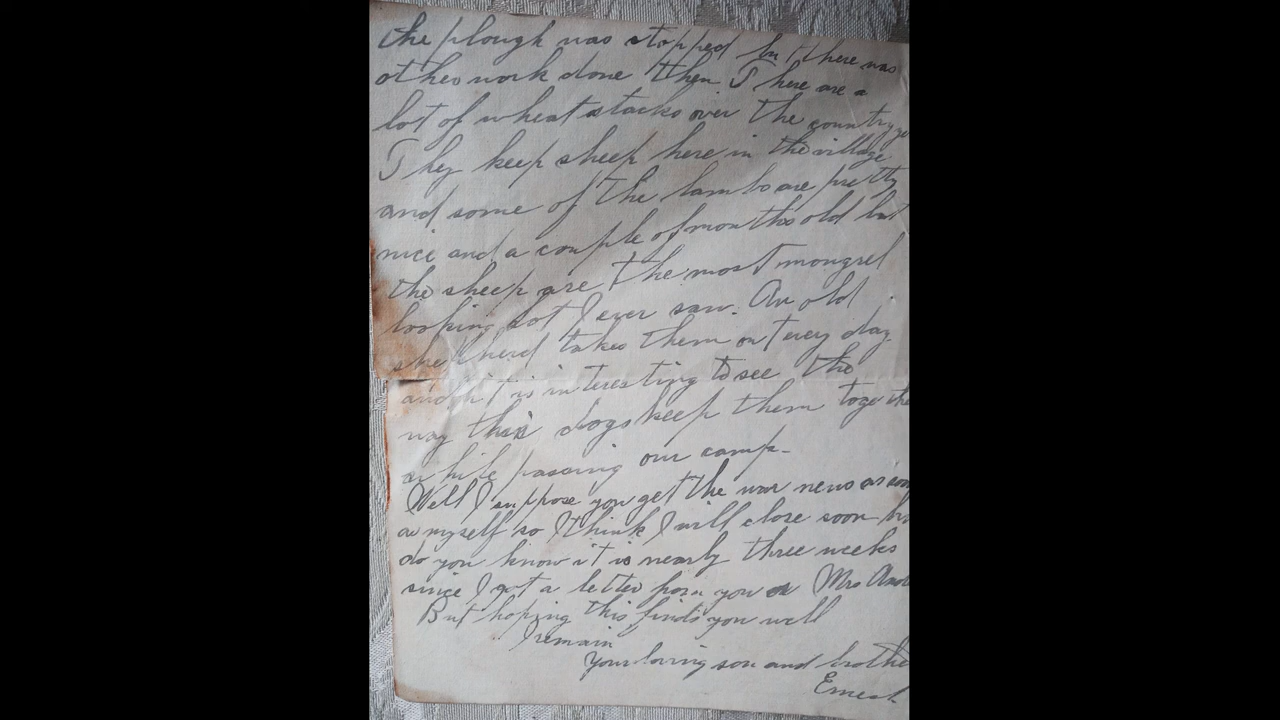 the plough was stopped but there was
other work done then. There are a
lot of wheat stacks over the country
They keep sheep here in the village
and some of the lambs are pretty
nice and a couple of months old but
the sheep are the most mongrel
looking lot I ever saw. An old
shepherd takes them out every day
and it is interesting to see the
way their dogs keep them togethe
while passing our camp.
Well I suppose you get the war news as soon
as myself so I think I will close soon
do you know it is nearly three weeks
since I got a letter from you or Mrs
But hoping this finds you well
I remain
Your loving son and brothe
Ernest